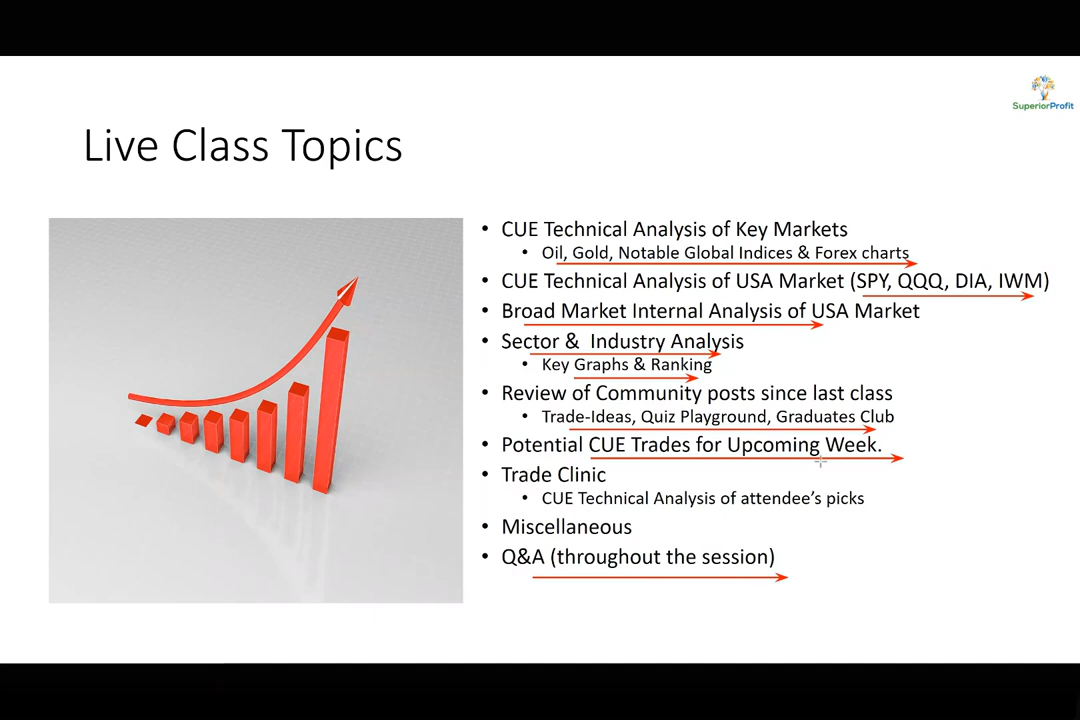 SuperiorProfit
Live Class Topics
• CUE Technical Analysis of Key Markets
• Oil, Gold, Notable Global Indices & Forex charts
• CUE Technical Analysis of USA Market (SPY, QQQ, DIA, IWM)
• Broad Market Internal Analysis of USA Market
• Sector &  Industry Analysis
• Key Graphs & Ranking
• Review of Community posts since last class
• Trade-Ideas, Quiz Playground, Graduates Club
• Potential CUE Trades for Upcoming Week.
• Trade Clinic
• CUE Technical Analysis of attendee’s picks
• Miscellaneous
• Q&A (throughout the session)